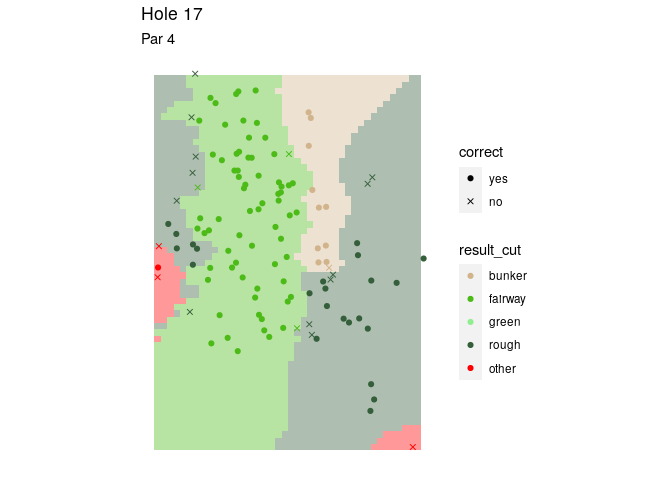 Hole 17
Par 4
correct
yes
no
result_cut
bunker
fairway
green
rough
other